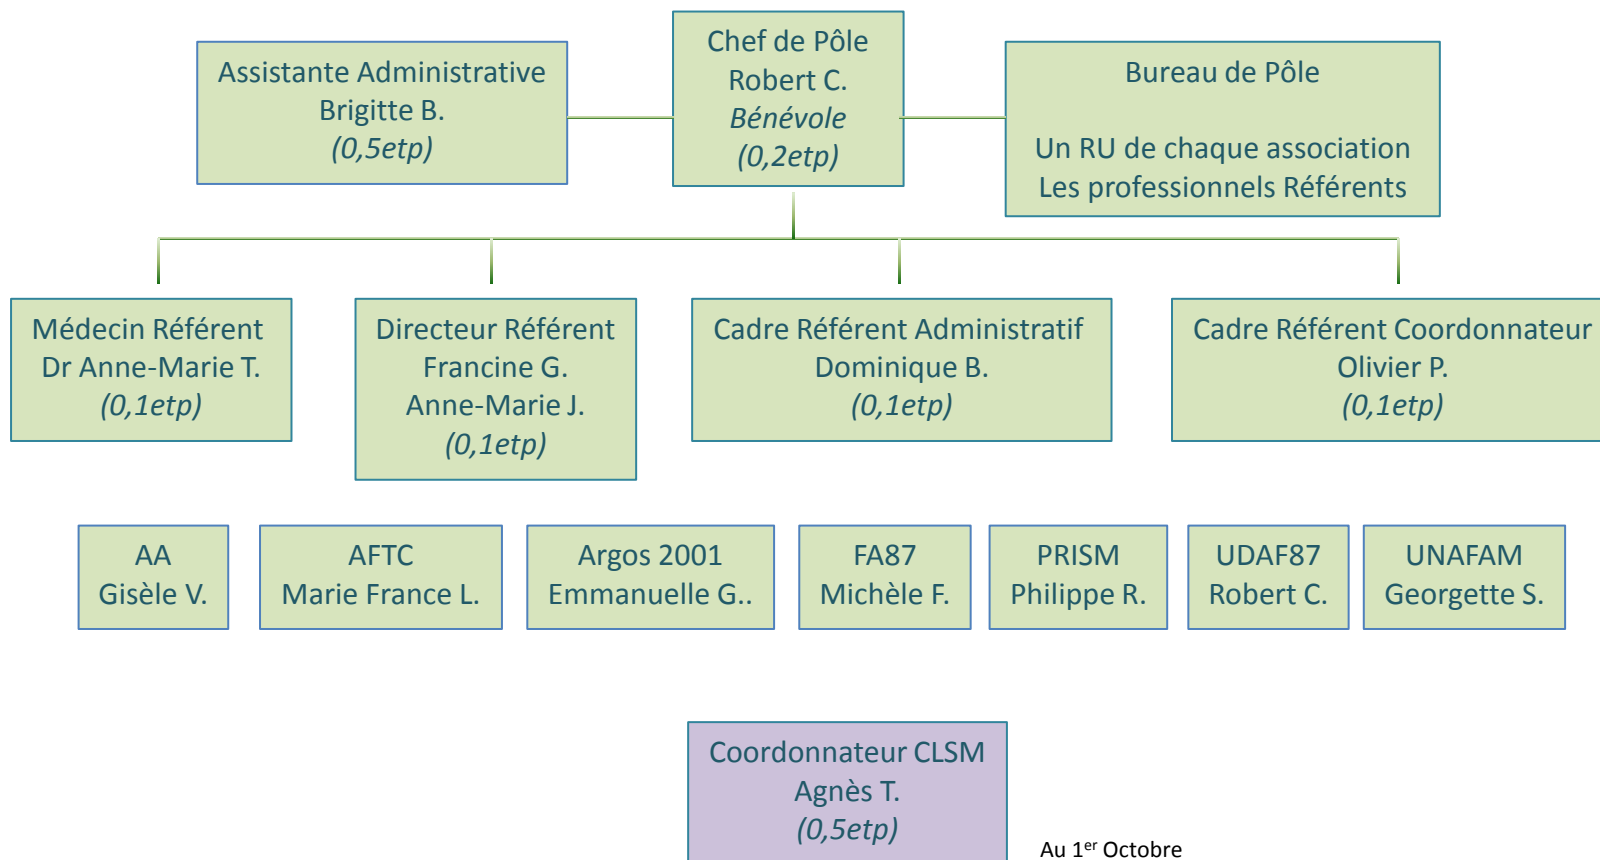 Assistante Administrative
Brigitte B.
(0,5etp)
Chef de Pôle
Robert C.
Bénévole
(0,2etp)
Bureau de Pôle
Un RU de chaque association
Les professionnels Référents
Médecin Référent
Dr Anne-Marie T.
(0,1etp)
Directeur Référent
Francine G.
Anne-Marie J.
(0,1etp)
Cadre Référent Administratif
Dominique B.
(0,1etp)
Cadre Référent Coordonnateur
Olivier P.
(0,1etp)
AA
Gisèle V.
AFTC
Marie France L.
Argos 2001
Emmanuelle G..
FA87
Michèle F.
PRISM
Philippe R.
UDAF87
Robert C.
UNAFAM
Georgette S.
Coordonnateur CLSM
Agnès T.
(0,5etp)
Au 1er Octobre